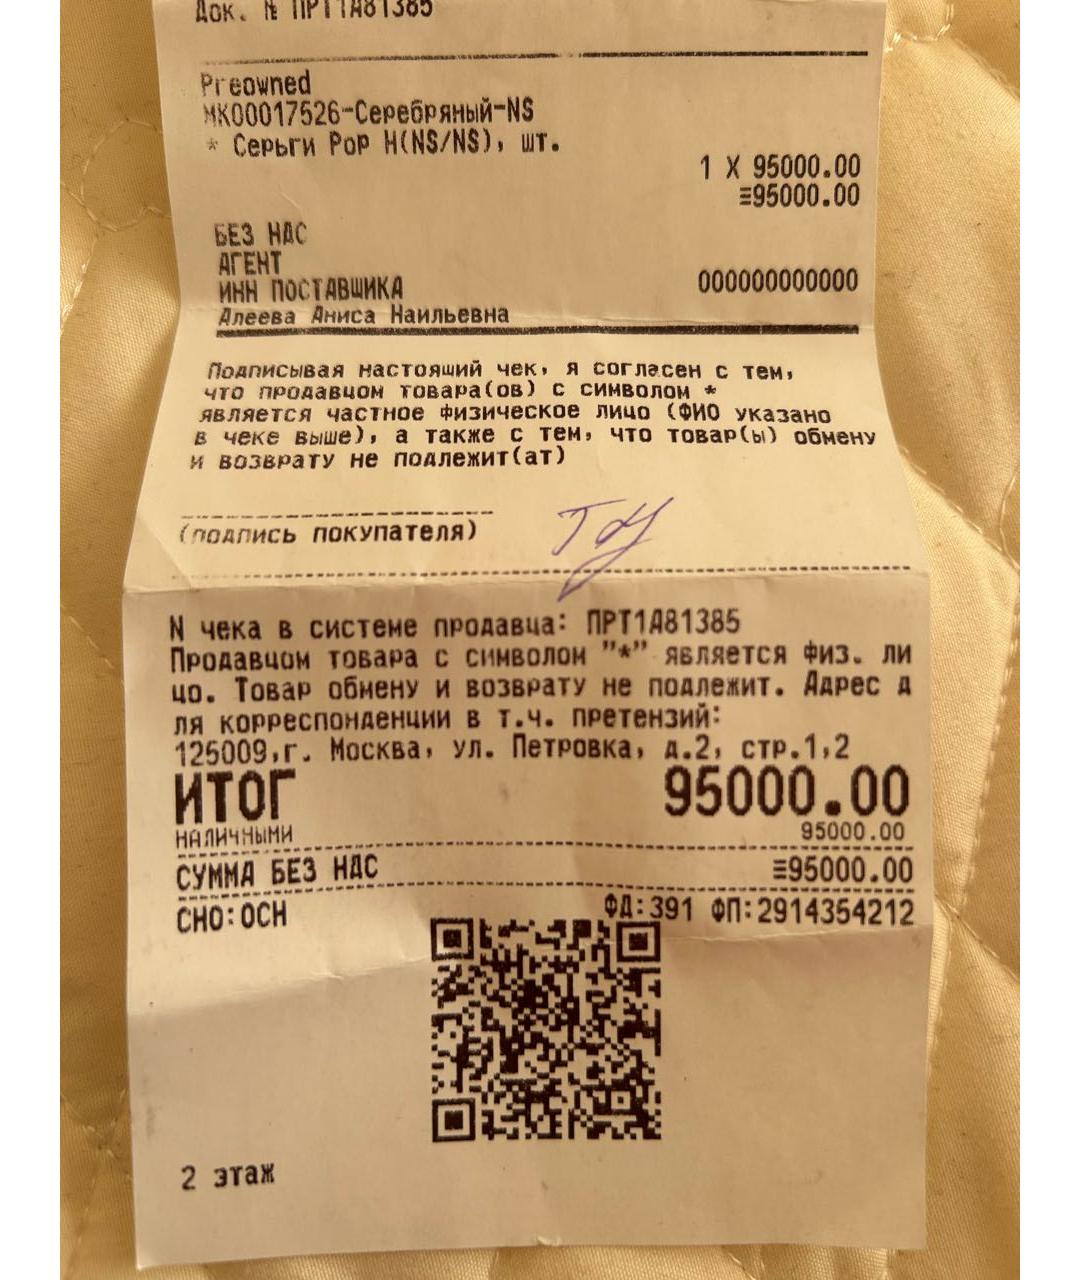 Док. № ПРТ1А81385
Preowned
МК00017526-Серебряный-NS
* Серьги Pop H(NS/NS), шт.
1 X 95000.00
≡95000.00
БЕЗ НДС
АГЕНТ
ИНН ПОСТАВЩИКА 000000000000
Алеева Аниса Наильевна
Подписывая настоящий чек, я согласен с тем,
что продавцом товара(ов) с символом *
является частное физическое лицо (ФИО указано
в чеке выше), а также с тем, что товар(ы) обмену
и возврату не подлежит(ат)
(подпись покупателя)
N чека в системе продавца: ПРТ1А81385
Продавцом товара с символом "*" является физ. ли
цо. Товар обмену и возврату не подлежит. Адрес д
ля корреспонденции в т.ч. претензий:
125009,г. Москва, ул. Петровка, д.2, стр.1,2
ИТОГ 95000.00
НАЛИЧНЫМИ 95000.00
СУММА БЕЗ НДС ≡95000.00
СНО:ОСН ФД:391 ФП:2914354212
2 этаж